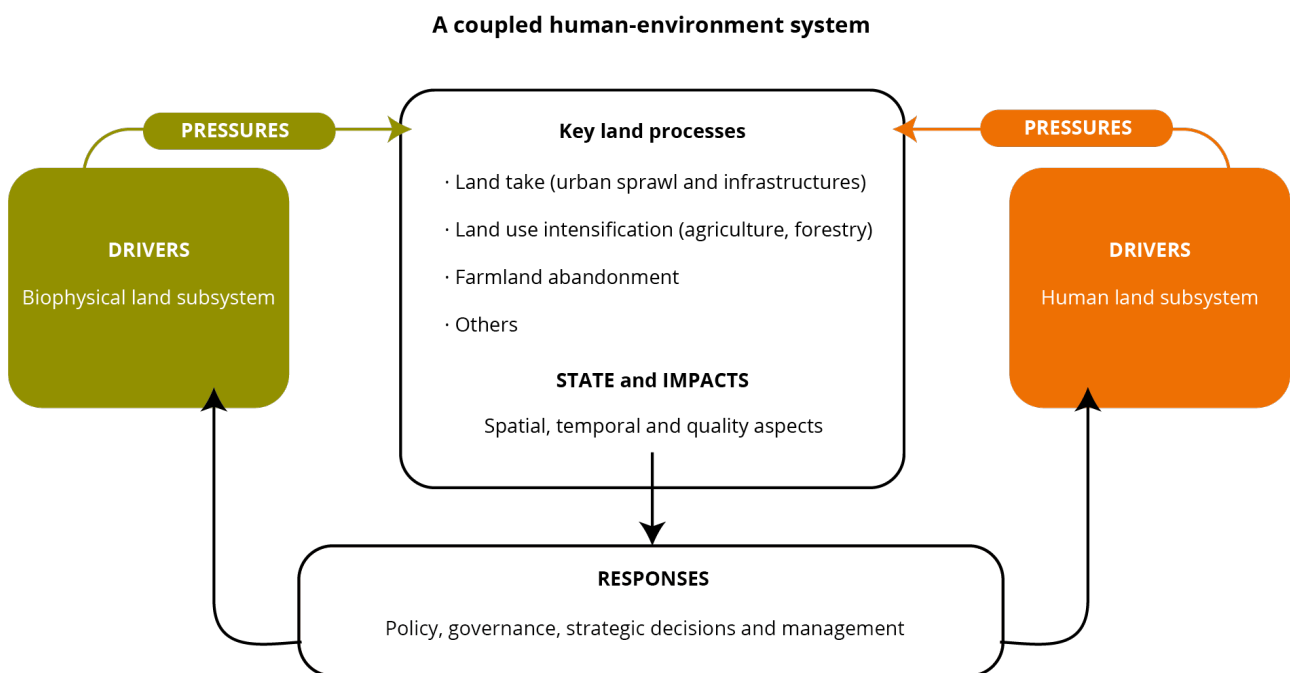 A coupled human-environment system
PRESSURES
PRESSURES
Key land processes
· Land take (urban sprawl and infrastructures)
· Land use intensification (agriculture, forestry)
· Farmland abandonment
· Others
DRIVERS
Biophysical land subsystem
DRIVERS
Human land subsystem
STATE and IMPACTS
Spatial, temporal and quality aspects
RESPONSES
Policy, governance, strategic decisions and management